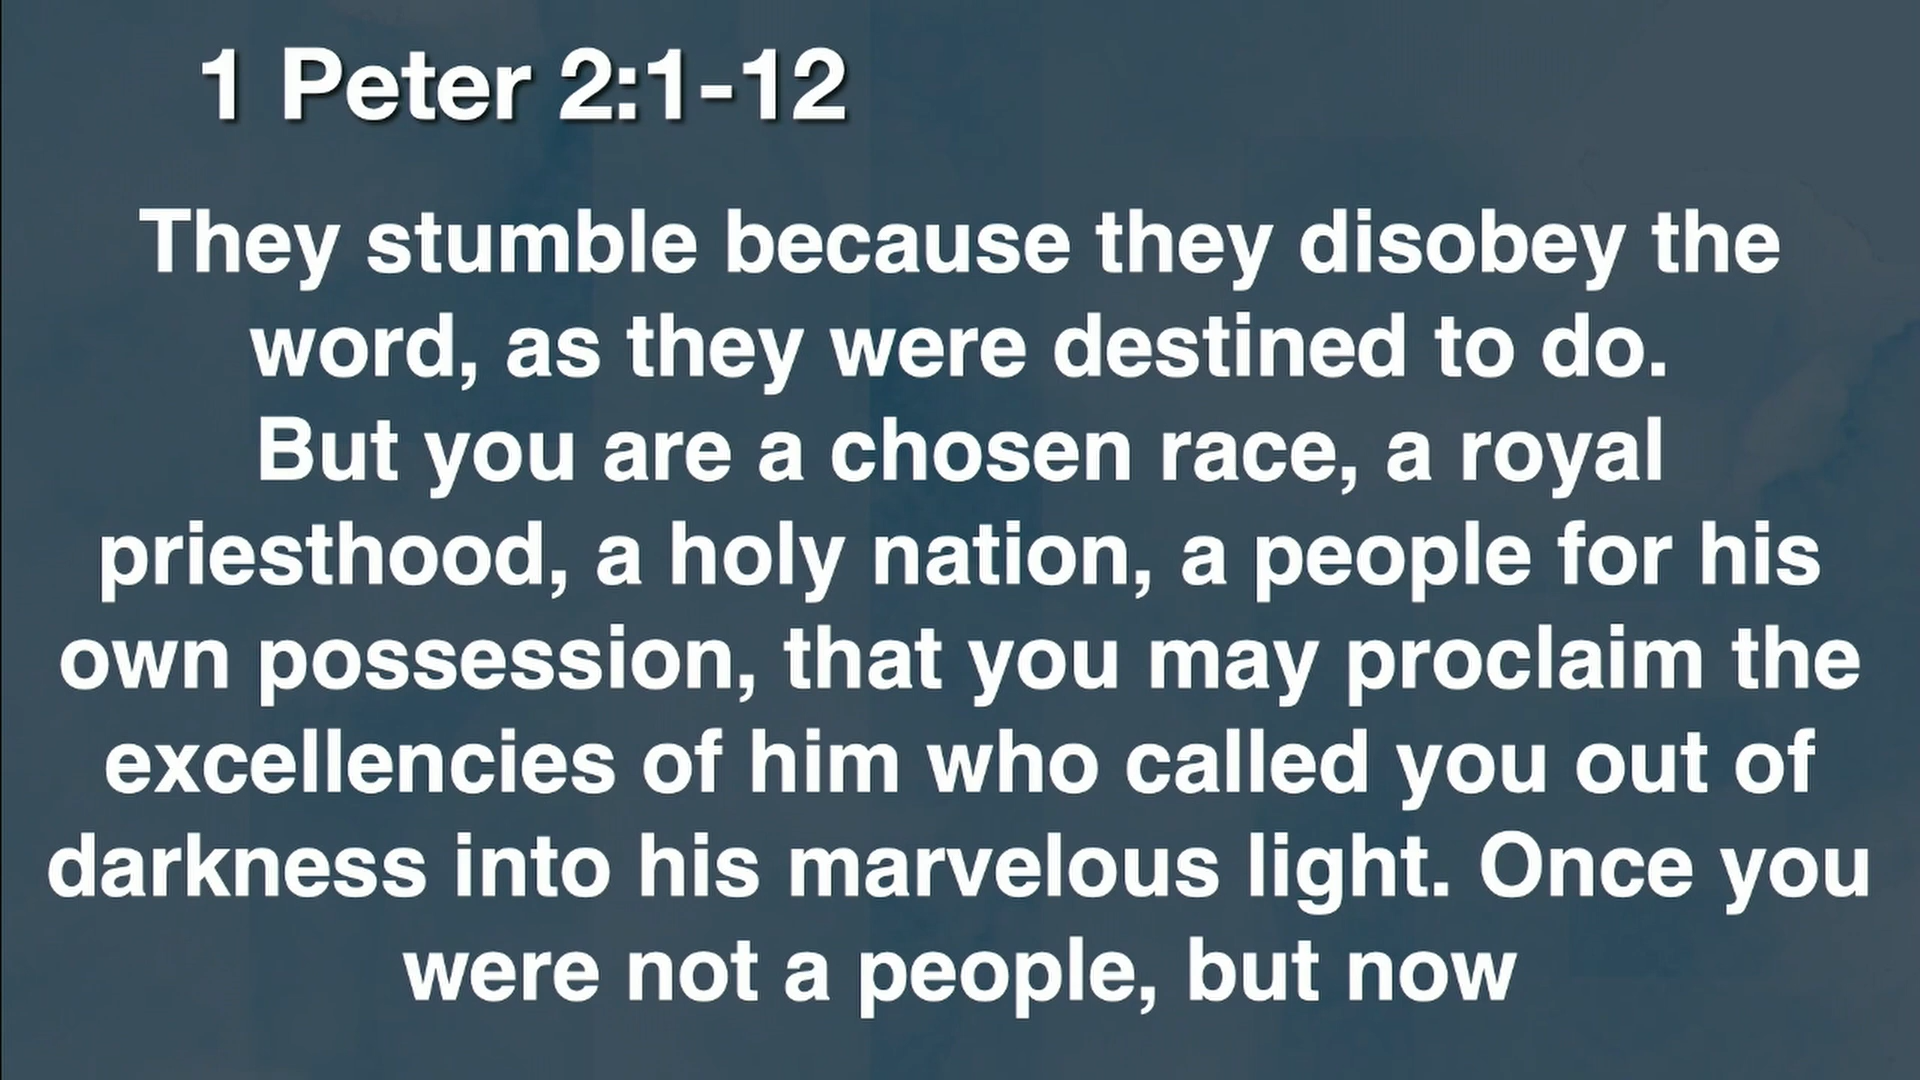 1 Peter 2:1-12
They stumble because they disobey the
word, as they were destined to do.
But you are a chosen race, a royal
priesthood, a holy nation, a people for his
own possession, that you may proclaim the
excellencies of him who called you out of
darkness into his marvelous light. Once you
were not a people, but now